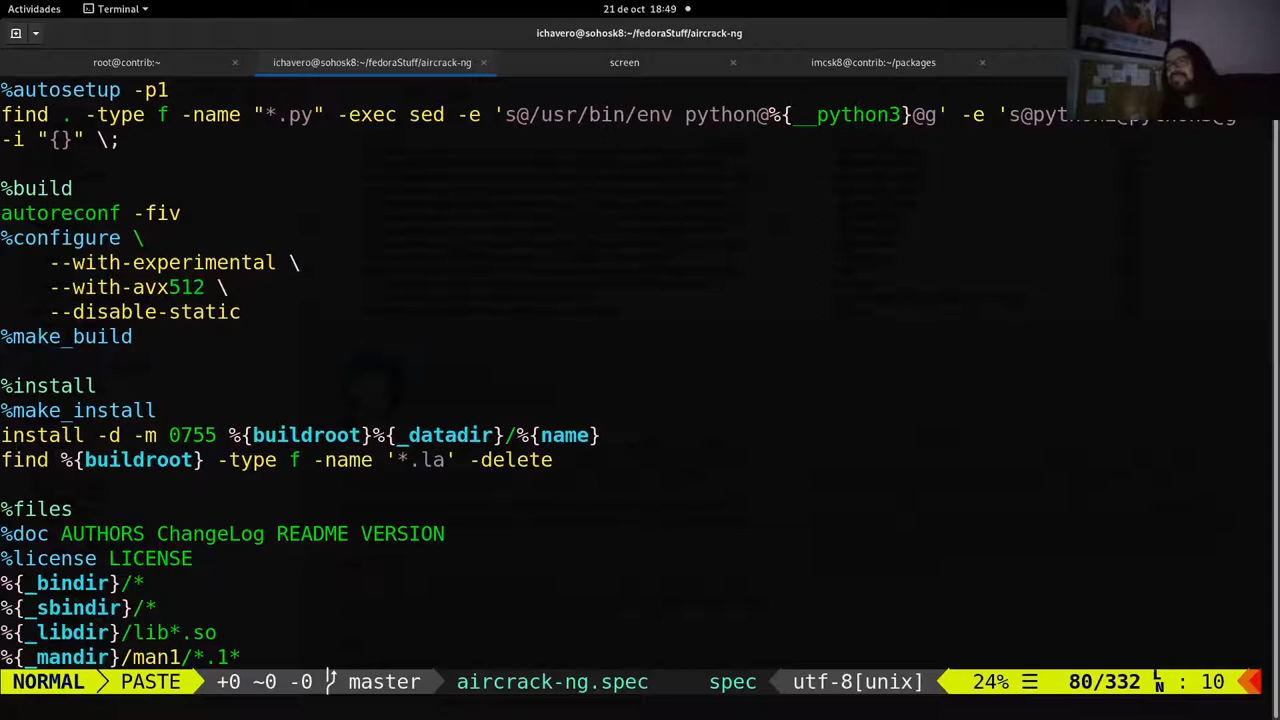 Actividades Terminal 21 de oct 18:49
ichavero@sohosk8:~/fedoraStuff/aircrack-ng
root@contrib:~ × ichavero@sohosk8:~/fedoraStuff/aircrack-ng × screen × imcsk8@contrib:~/packages ×
%autosetup -p1
find . -type f -name "*.py" -exec sed -e 's@/usr/bin/env python@%{__python3}@g' -e
-i "{}" \;
%build
autoreconf -fiv
%configure \
--with-experimental \
--with-avx512 \
--disable-static
%make_build
%install
%make_install
install -d -m 0755 %{buildroot}%{_datadir}/%{name}
find %{buildroot} -type f -name '*.la' -delete
%files
%doc AUTHORS ChangeLog README VERSION
%license LICENSE
%{_bindir}/*
%{_sbindir}/*
%{_libdir}/lib*.so
%{_mandir}/man1/*.1*
NORMAL PASTE +0 ~0 -0 master aircrack-ng.spec spec utf-8[unix] 24% ☰ 80/332 LN : 10